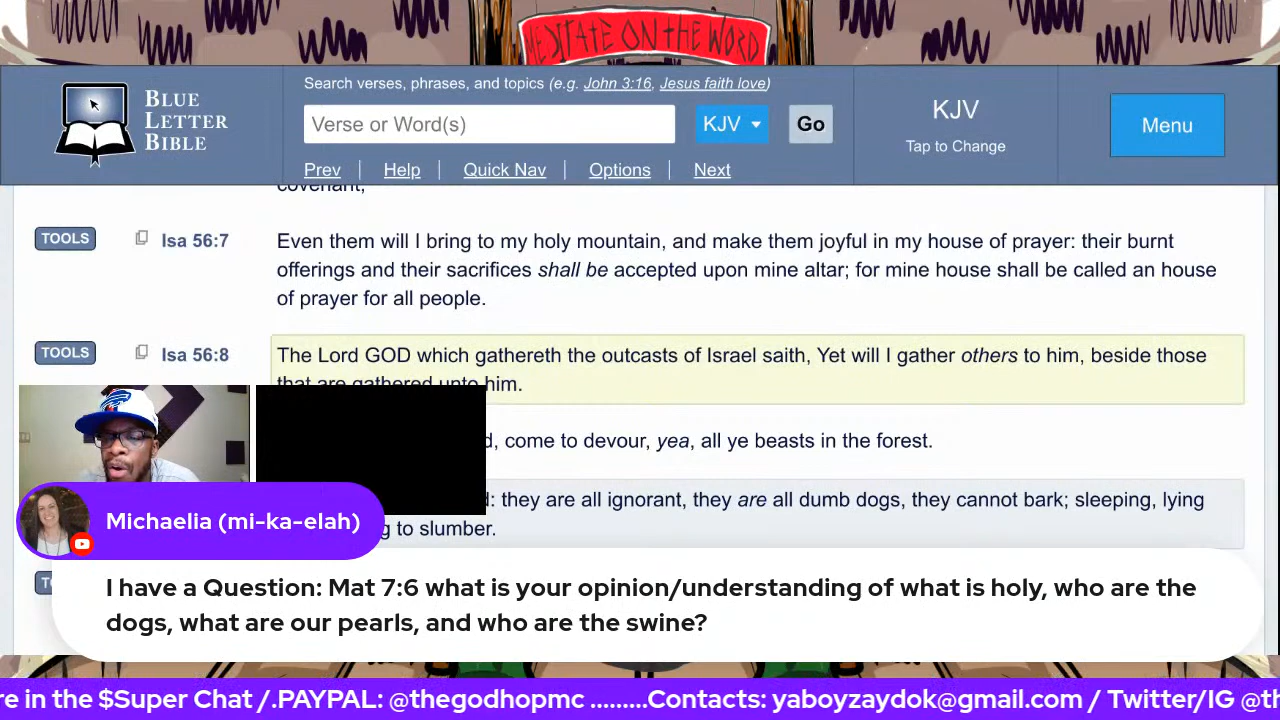 MEDITATE ON THE WORD
Search verses, phrases, and topics (e.g. John 3:16, Jesus faith love)
BLUE
LETTER
BIBLE
Verse or Word(s)
KJV
Go
KJV
Tap to Change
Menu
Prev | Help | Quick Nav | Options | Next
covenant;
TOOLS Isa 56:7 Even them will I bring to my holy mountain, and make them joyful in my house of prayer: their burnt
offerings and their sacrifices shall be accepted upon mine altar; for mine house shall be called an house
of prayer for all people.
TOOLS Isa 56:8 The Lord GOD which gathereth the outcasts of Israel saith, Yet will I gather others to him, beside those
that are gathered unto him.
, come to devour, yea, all ye beasts in the forest.
: they are all ignorant, they are all dumb dogs, they cannot bark; sleeping, lying
to slumber.
Michaelia (mi-ka-elah)
I have a Question: Mat 7:6 what is your opinion/understanding of what is holy, who are the
dogs, what are our pearls, and who are the swine?
in the $Super Chat /.PAYPAL: @thegodhopmc .........Contacts: yaboyzaydok@gmail.com / Twitter/IG